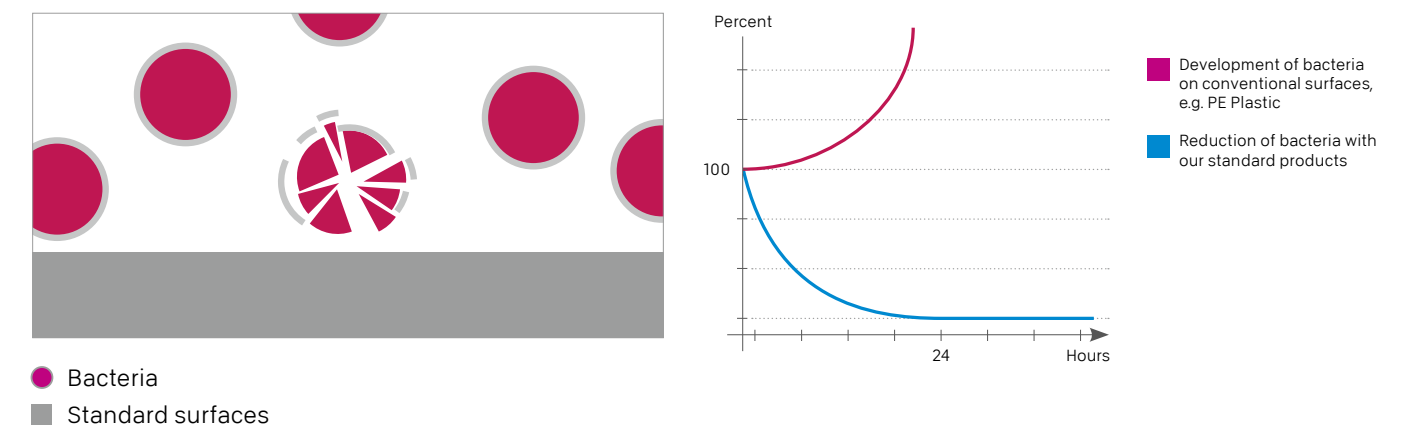 Bacteria
Standard surfaces
Percent
100
24
Hours
Development of bacteria
on conventional surfaces,
e.g. PE Plastic
Reduction of bacteria with
our standard products